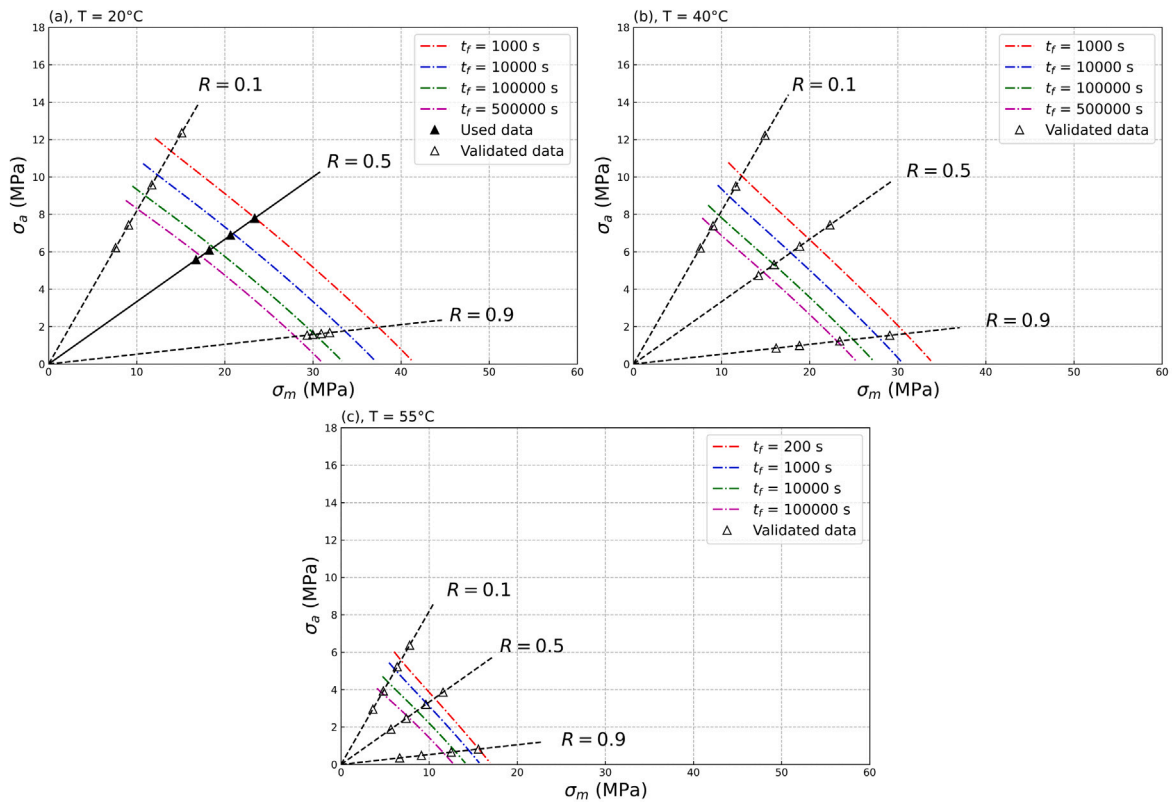 (a), T = 20°C
18
16
14
12
10
8
6
4
2
0
σa (MPa)
0 10 20 30 40 50 60
σm (MPa)
R = 0.1
R = 0.5
R = 0.9
tf = 1000 s
tf = 10000 s
tf = 100000 s
tf = 500000 s
Used data
Validated data
(b), T = 40°C
18
16
14
12
10
8
6
4
2
0
σa (MPa)
0 10 20 30 40 50 60
σm (MPa)
R = 0.1
R = 0.5
R = 0.9
tf = 1000 s
tf = 10000 s
tf = 100000 s
tf = 500000 s
Validated data
(c), T = 55°C
18
16
14
12
10
8
6
4
2
0
σa (MPa)
0 10 20 30 40 50 60
σm (MPa)
R = 0.1
R = 0.5
R = 0.9
tf = 200 s
tf = 1000 s
tf = 10000 s
tf = 100000 s
Validated data